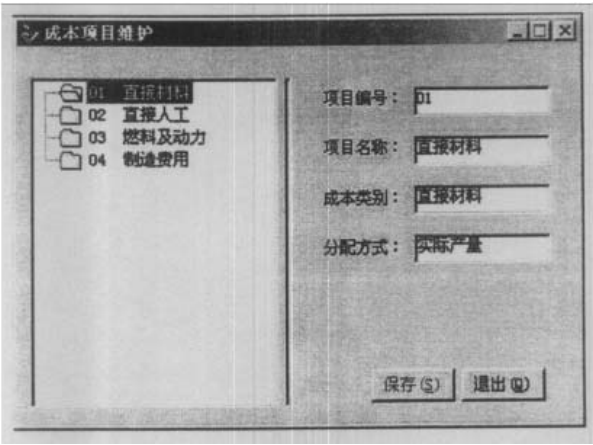 成本项目维护
01 直接材料
02 直接人工
03 燃料及动力
04 制造费用
项目编号： 01
项目名称： 直接材料
成本类别： 直接材料
分配方式： 实际产量
保存(S) 退出(Q)